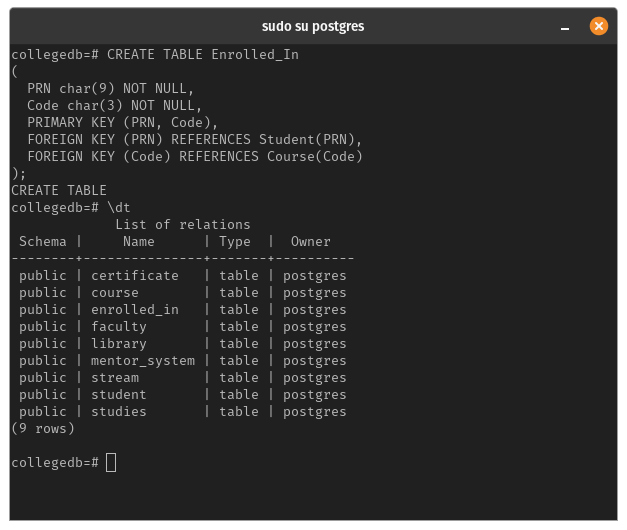 sudo su postgres
collegedb=# CREATE TABLE Enrolled_In
(
  PRN char(9) NOT NULL,
  Code char(3) NOT NULL,
  PRIMARY KEY (PRN, Code),
  FOREIGN KEY (PRN) REFERENCES Student(PRN),
  FOREIGN KEY (Code) REFERENCES Course(Code)
);
CREATE TABLE
collegedb=# \dt
             List of relations
 Schema |     Name      | Type  |  Owner
--------+---------------+-------+----------
 public | certificate   | table | postgres
 public | course        | table | postgres
 public | enrolled_in   | table | postgres
 public | faculty       | table | postgres
 public | library       | table | postgres
 public | mentor_system | table | postgres
 public | stream        | table | postgres
 public | student       | table | postgres
 public | studies       | table | postgres
(9 rows)
collegedb=#